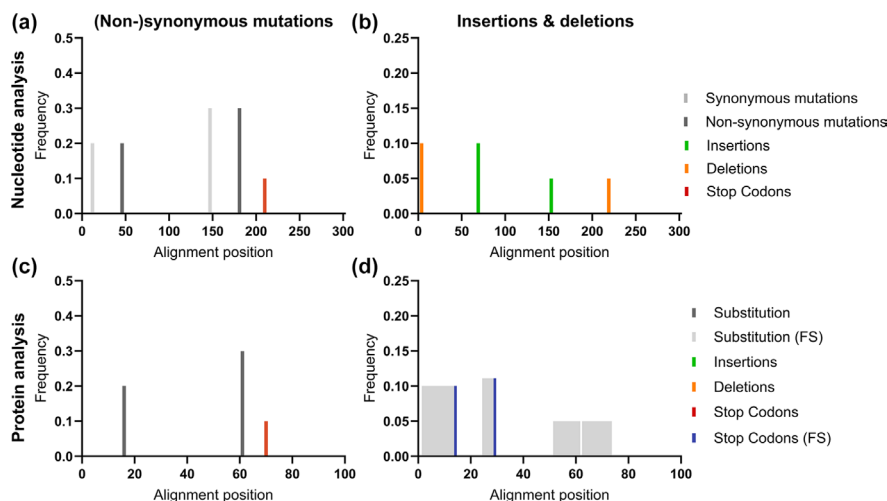 (a) (Non-)synonymous mutations
(b) Insertions & deletions
Nucleotide analysis
Frequency
0.5
0.4
0.3
0.2
0.1
0.0
0 50 100 150 200 250 300
Alignment position
Frequency
0.25
0.20
0.15
0.10
0.05
0.00
0 50 100 150 200 250 300
Alignment position
Synonymous mutations
Non-synonymous mutations
Insertions
Deletions
Stop Codons
(c)
(d)
Protein analysis
Frequency
0.5
0.4
0.3
0.2
0.1
0.0
0 20 40 60 80 100
Alignment position
Frequency
0.25
0.20
0.15
0.10
0.05
0.00
0 20 40 60 80 100
Alignment position
Substitution
Substitution (FS)
Insertions
Deletions
Stop Codons
Stop Codons (FS)